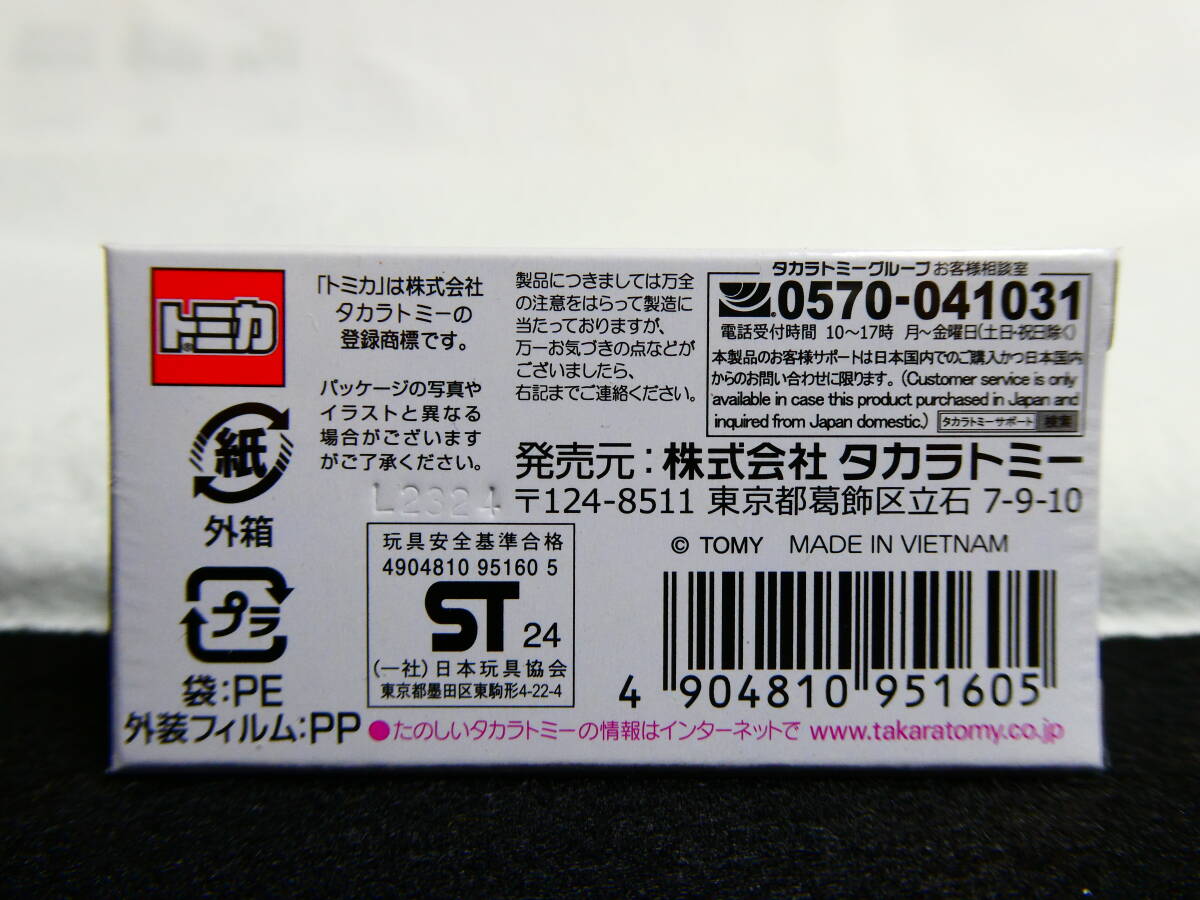 トミカ®
「トミカ」は株式会社
タカラトミーの
登録商標です。
パッケージの写真や
イラストと異なる
場合がございます
がご了承ください。
製品につきましては万全
の注意をはらって製造に
当たっておりますが、
万一お気づきの点などが
ございましたら、
右記までご連絡ください。
タカラトミーグループ お客様相談室
0570-041031
電話受付時間 10〜17時 月〜金曜日(土日・祝日除く)
本製品のお客様サポートは日本国内でのご購入かつ日本国内
からのお問い合わせに限ります。(Customer service is only
available in case this product purchased in Japan and
inquired from Japan domestic.) タカラトミーサポート 検索
紙
外箱
プラ
袋:PE
外装フィルム:PP
L2324
発売元:株式会社 タカラトミー
〒124-8511 東京都葛飾区立石 7-9-10
© TOMY MADE IN VIETNAM
玩具安全基準合格
4904810 95160 5
ST 24
(一社)日本玩具協会
東京都墨田区東駒形4-22-4
4 904810 951605
●たのしいタカラトミーの情報はインターネットで www.takaratomy.co.jp